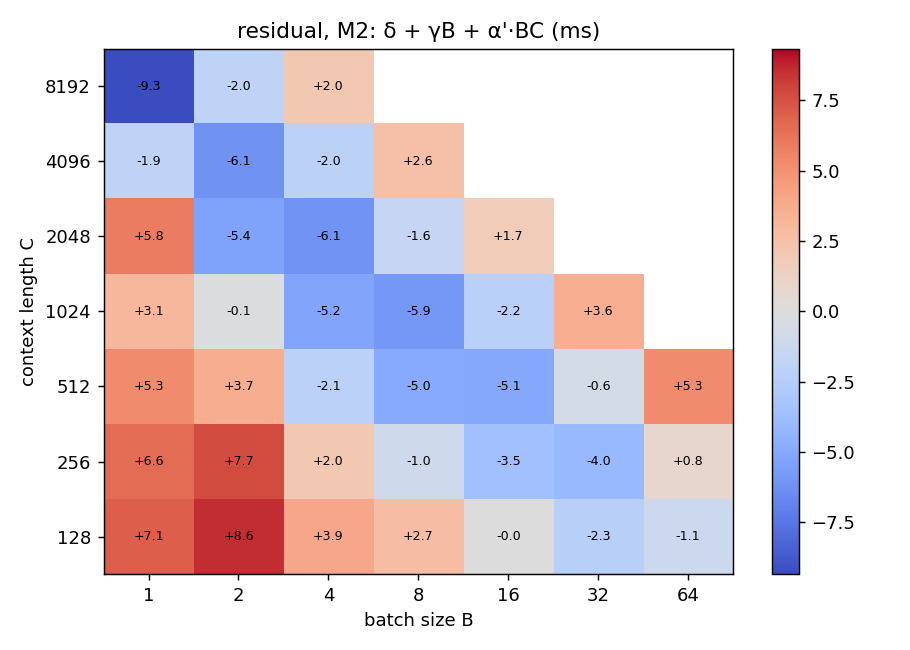 residual, M2: δ + γB + α'·BC (ms)
8192 -9.3 -2.0 +2.0
4096 -1.9 -6.1 -2.0 +2.6
2048 +5.8 -5.4 -6.1 -1.6 +1.7
1024 +3.1 -0.1 -5.2 -5.9 -2.2 +3.6
512 +5.3 +3.7 -2.1 -5.0 -5.1 -0.6 +5.3
256 +6.6 +7.7 +2.0 -1.0 -3.5 -4.0 +0.8
128 +7.1 +8.6 +3.9 +2.7 -0.0 -2.3 -1.1
1 2 4 8 16 32 64
batch size B
context length C
7.5
5.0
2.5
0.0
−2.5
−5.0
−7.5